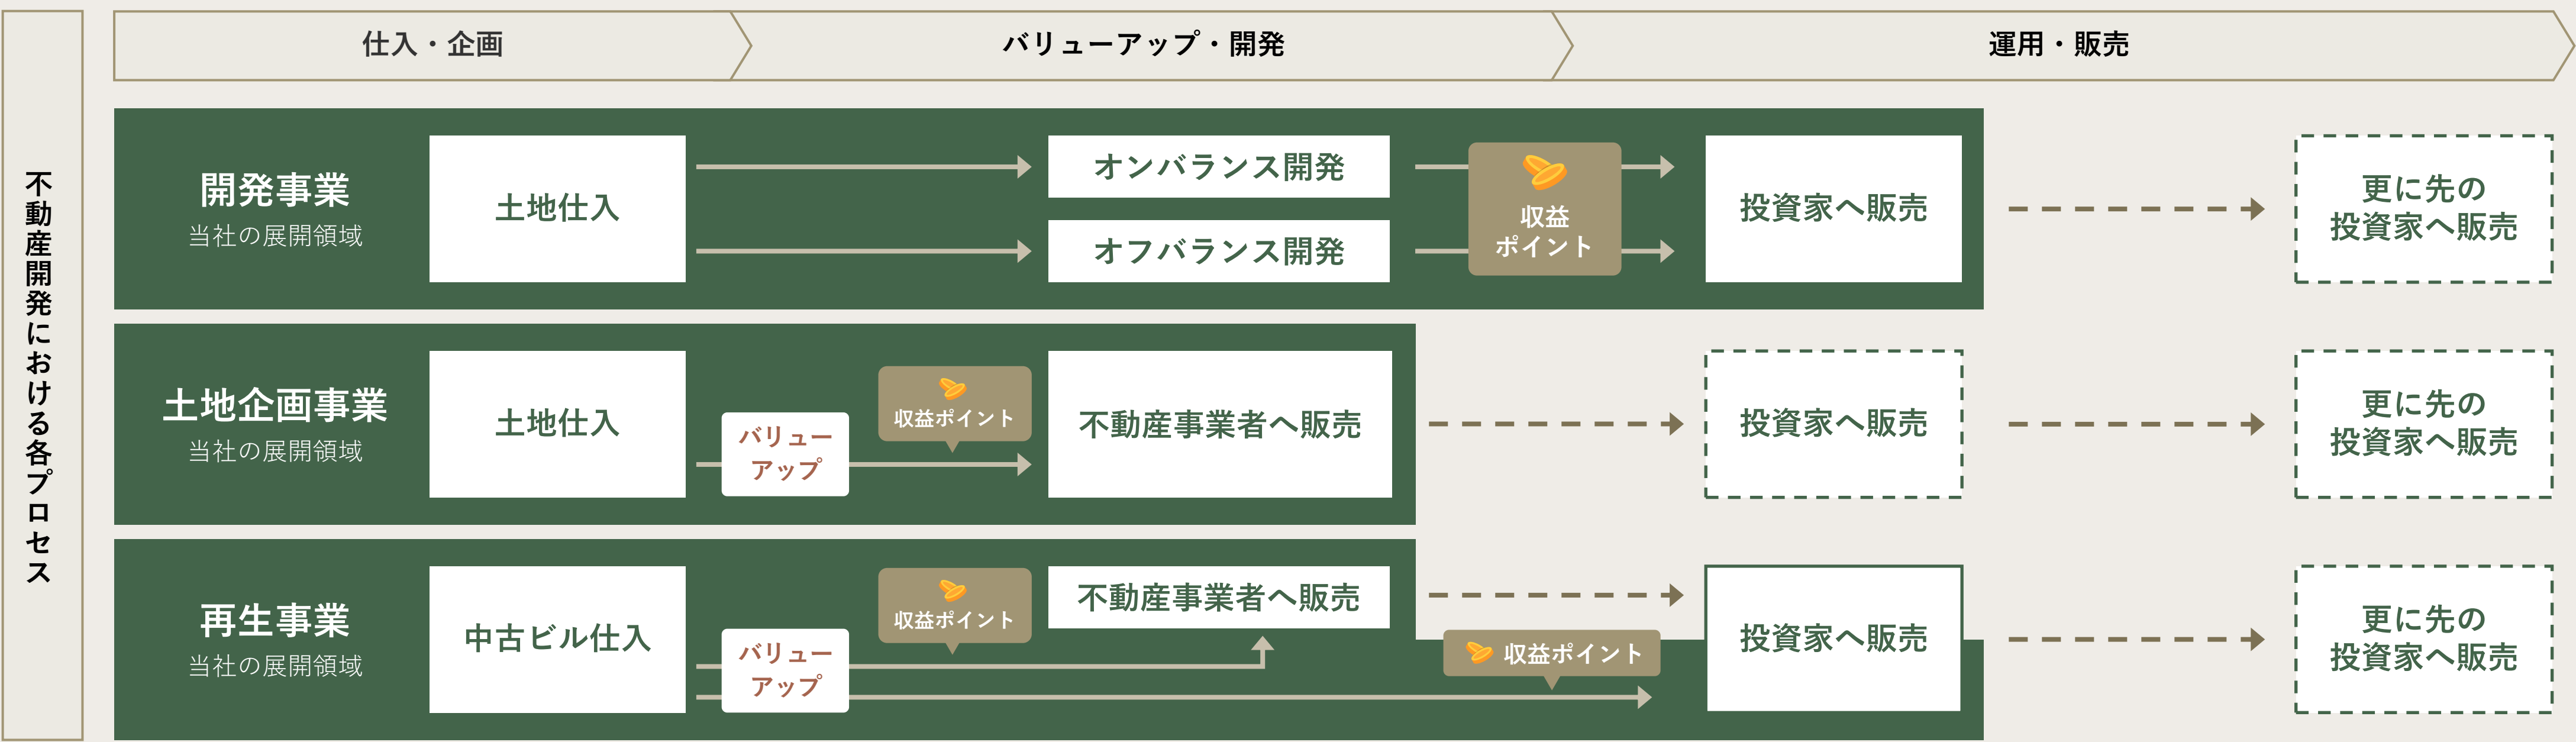 不動産開発における各プロセス
仕入・企画
バリューアップ・開発
運用・販売
開発事業
当社の展開領域
土地仕入
オンバランス開発
オフバランス開発
収益
ポイント
投資家へ販売
更に先の
投資家へ販売
土地企画事業
当社の展開領域
土地仕入
バリュー
アップ
収益ポイント
不動産事業者へ販売
投資家へ販売
更に先の
投資家へ販売
再生事業
当社の展開領域
中古ビル仕入
バリュー
アップ
収益ポイント
不動産事業者へ販売
収益ポイント
投資家へ販売
更に先の
投資家へ販売